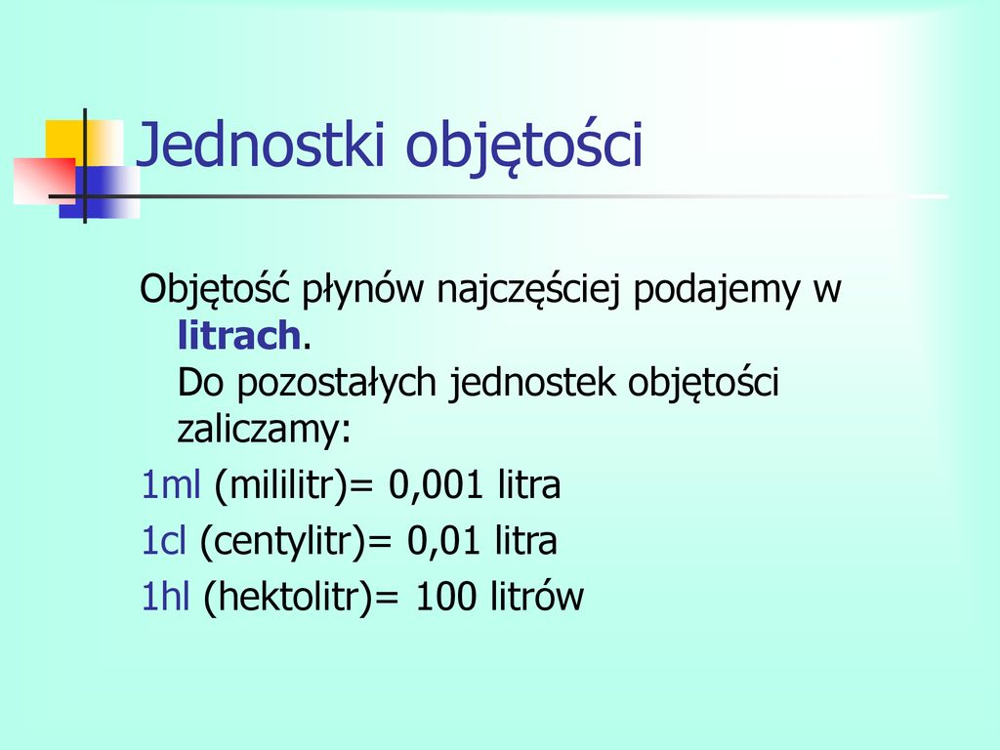 Jednostki objętości
Objętość płynów najczęściej podajemy w
litrach.
Do pozostałych jednostek objętości
zaliczamy:
1ml (mililitr)= 0,001 litra
1cl (centylitr)= 0,01 litra
1hl (hektolitr)= 100 litrów